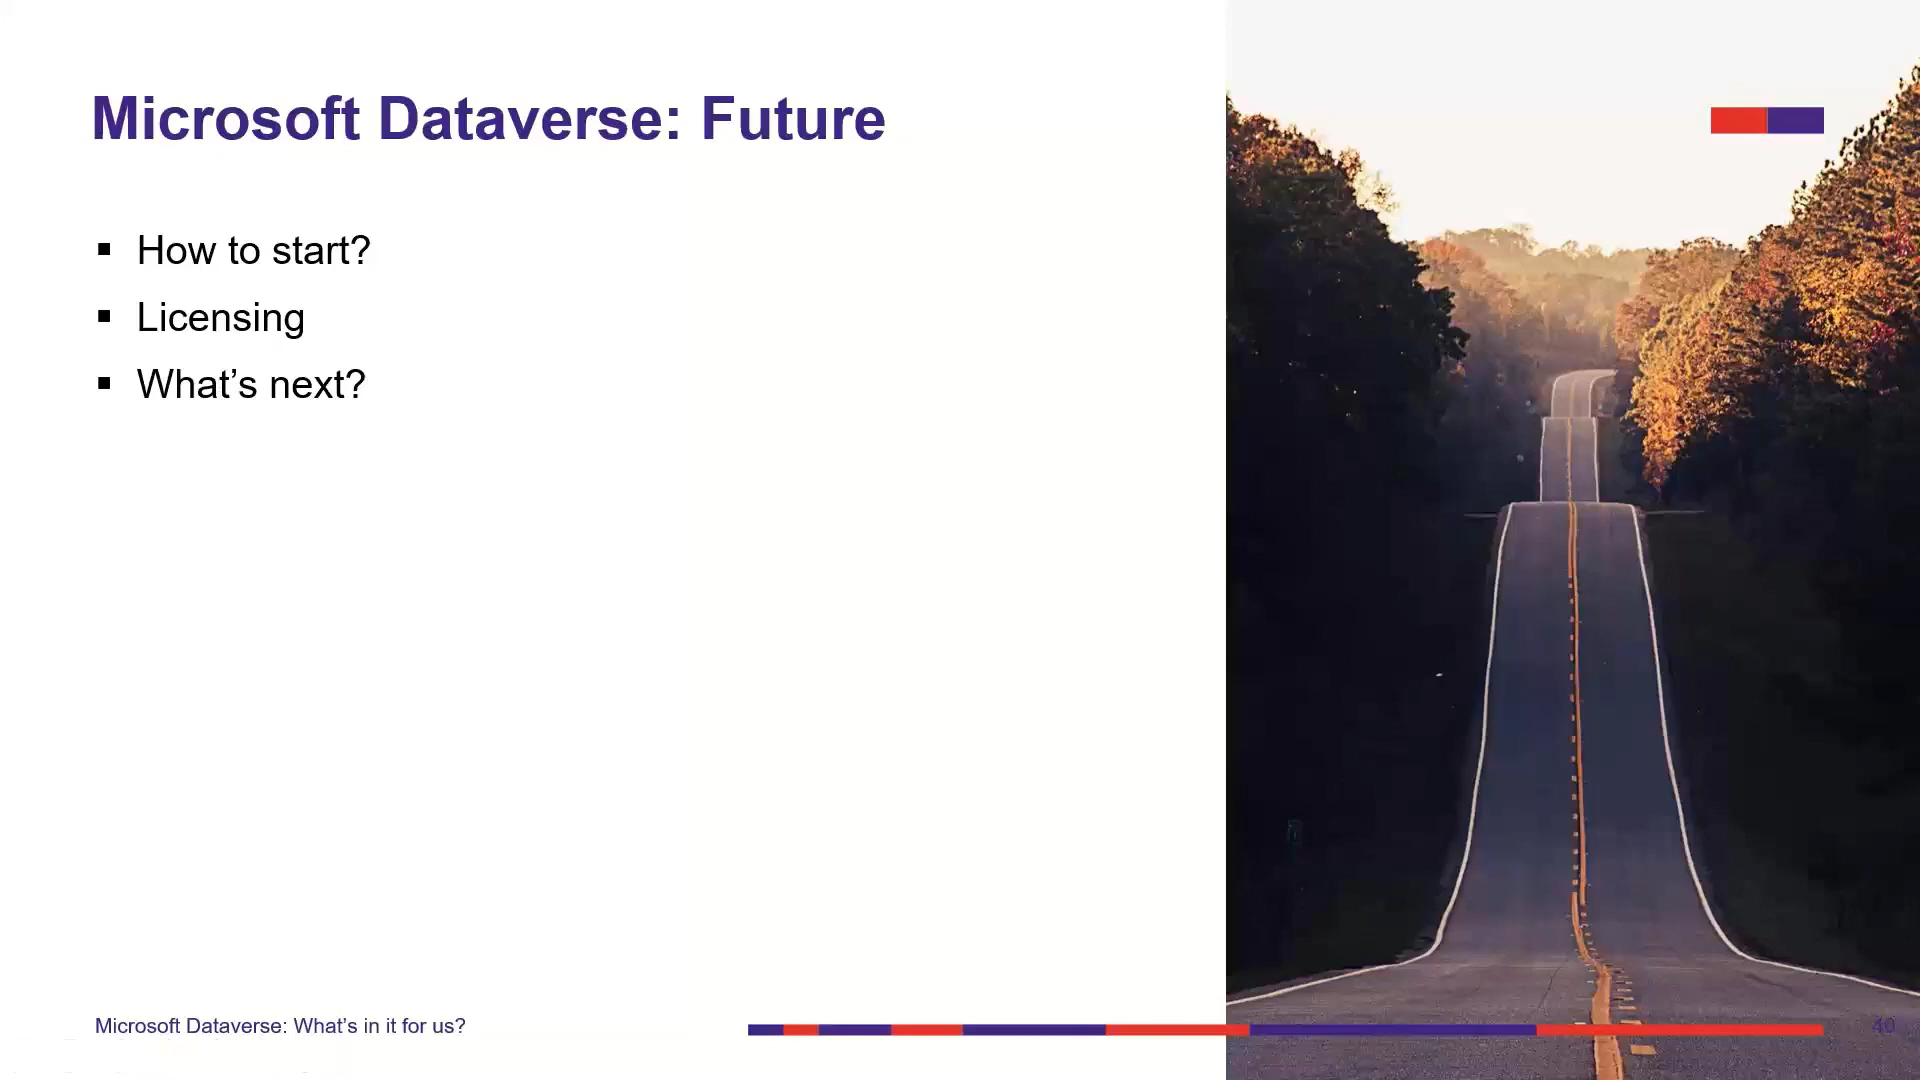 Microsoft Dataverse: Future
▪ How to start?
▪ Licensing
▪ What’s next?
Microsoft Dataverse: What’s in it for us?
40